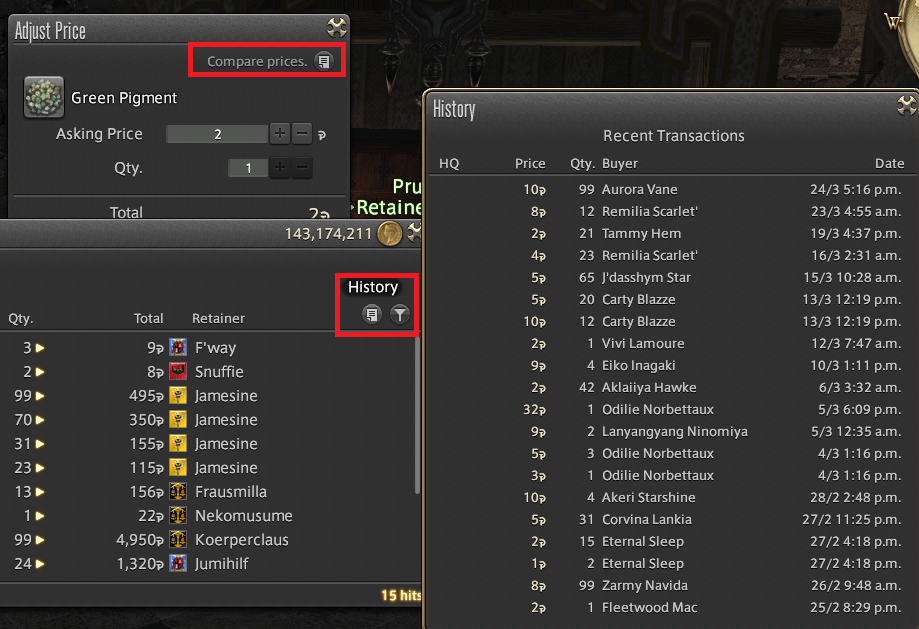 Adjust Price
Compare prices.
Green Pigment
Asking Price 2
Qty. 1
Total 2
Pru
Retaine
143,174,211
History
Qty. Total Retainer
3 9 F'way
2 8 Snuffie
99 495 Jamesine
70 350 Jamesine
31 155 Jamesine
23 115 Jamesine
13 156 Frausmilla
1 22 Nekomusume
99 4,950 Koerperclaus
24 1,320 Jumihilf
15 hits
W
History
Recent Transactions
HQ Price Qty. Buyer Date
10 99 Aurora Vane 24/3 5:16 p.m.
8 12 Remilia Scarlet' 23/3 4:55 a.m.
2 21 Tammy Hem 19/3 4:37 p.m.
4 23 Remilia Scarlet' 16/3 2:31 a.m.
5 65 J'dasshym Star 15/3 10:28 a.m.
5 20 Carty Blazze 13/3 12:19 p.m.
10 12 Carty Blazze 13/3 12:19 p.m.
2 1 Vivi Lamoure 12/3 7:47 a.m.
9 4 Eiko Inagaki 10/3 1:11 p.m.
2 42 Aklaiiya Hawke 6/3 3:32 a.m.
32 1 Odilie Norbettaux 5/3 6:09 p.m.
9 2 Lanyangyang Ninomiya 5/3 12:35 a.m.
5 3 Odilie Norbettaux 4/3 1:16 p.m.
3 1 Odilie Norbettaux 4/3 1:16 p.m.
10 4 Akeri Starshine 28/2 2:48 p.m.
5 31 Corvina Lankia 27/2 11:25 p.m.
2 15 Eternal Sleep 27/2 4:18 p.m.
1 2 Eternal Sleep 27/2 4:18 p.m.
8 99 Zarmy Navida 26/2 9:48 a.m.
2 1 Fleetwood Mac 25/2 8:29 p.m.